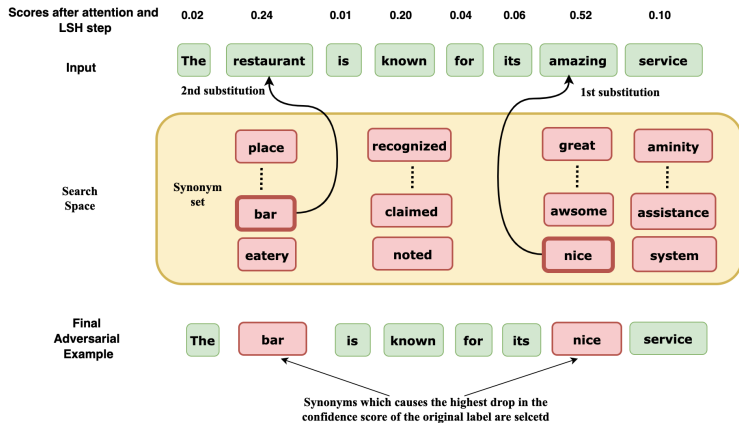 Scores after attention and
LSH step
0.02 0.24 0.01 0.20 0.04 0.06 0.52 0.10
Input
The restaurant is known for its amazing service
2nd substitution
1st substitution
Search
Space
Synonym
set
place recognized great aminity
bar claimed awsome assistance
eatery noted nice system
Final
Adversarial
Example
The bar is known for its nice service
Synonyms which causes the highest drop in the
confidence score of the original label are selcetd